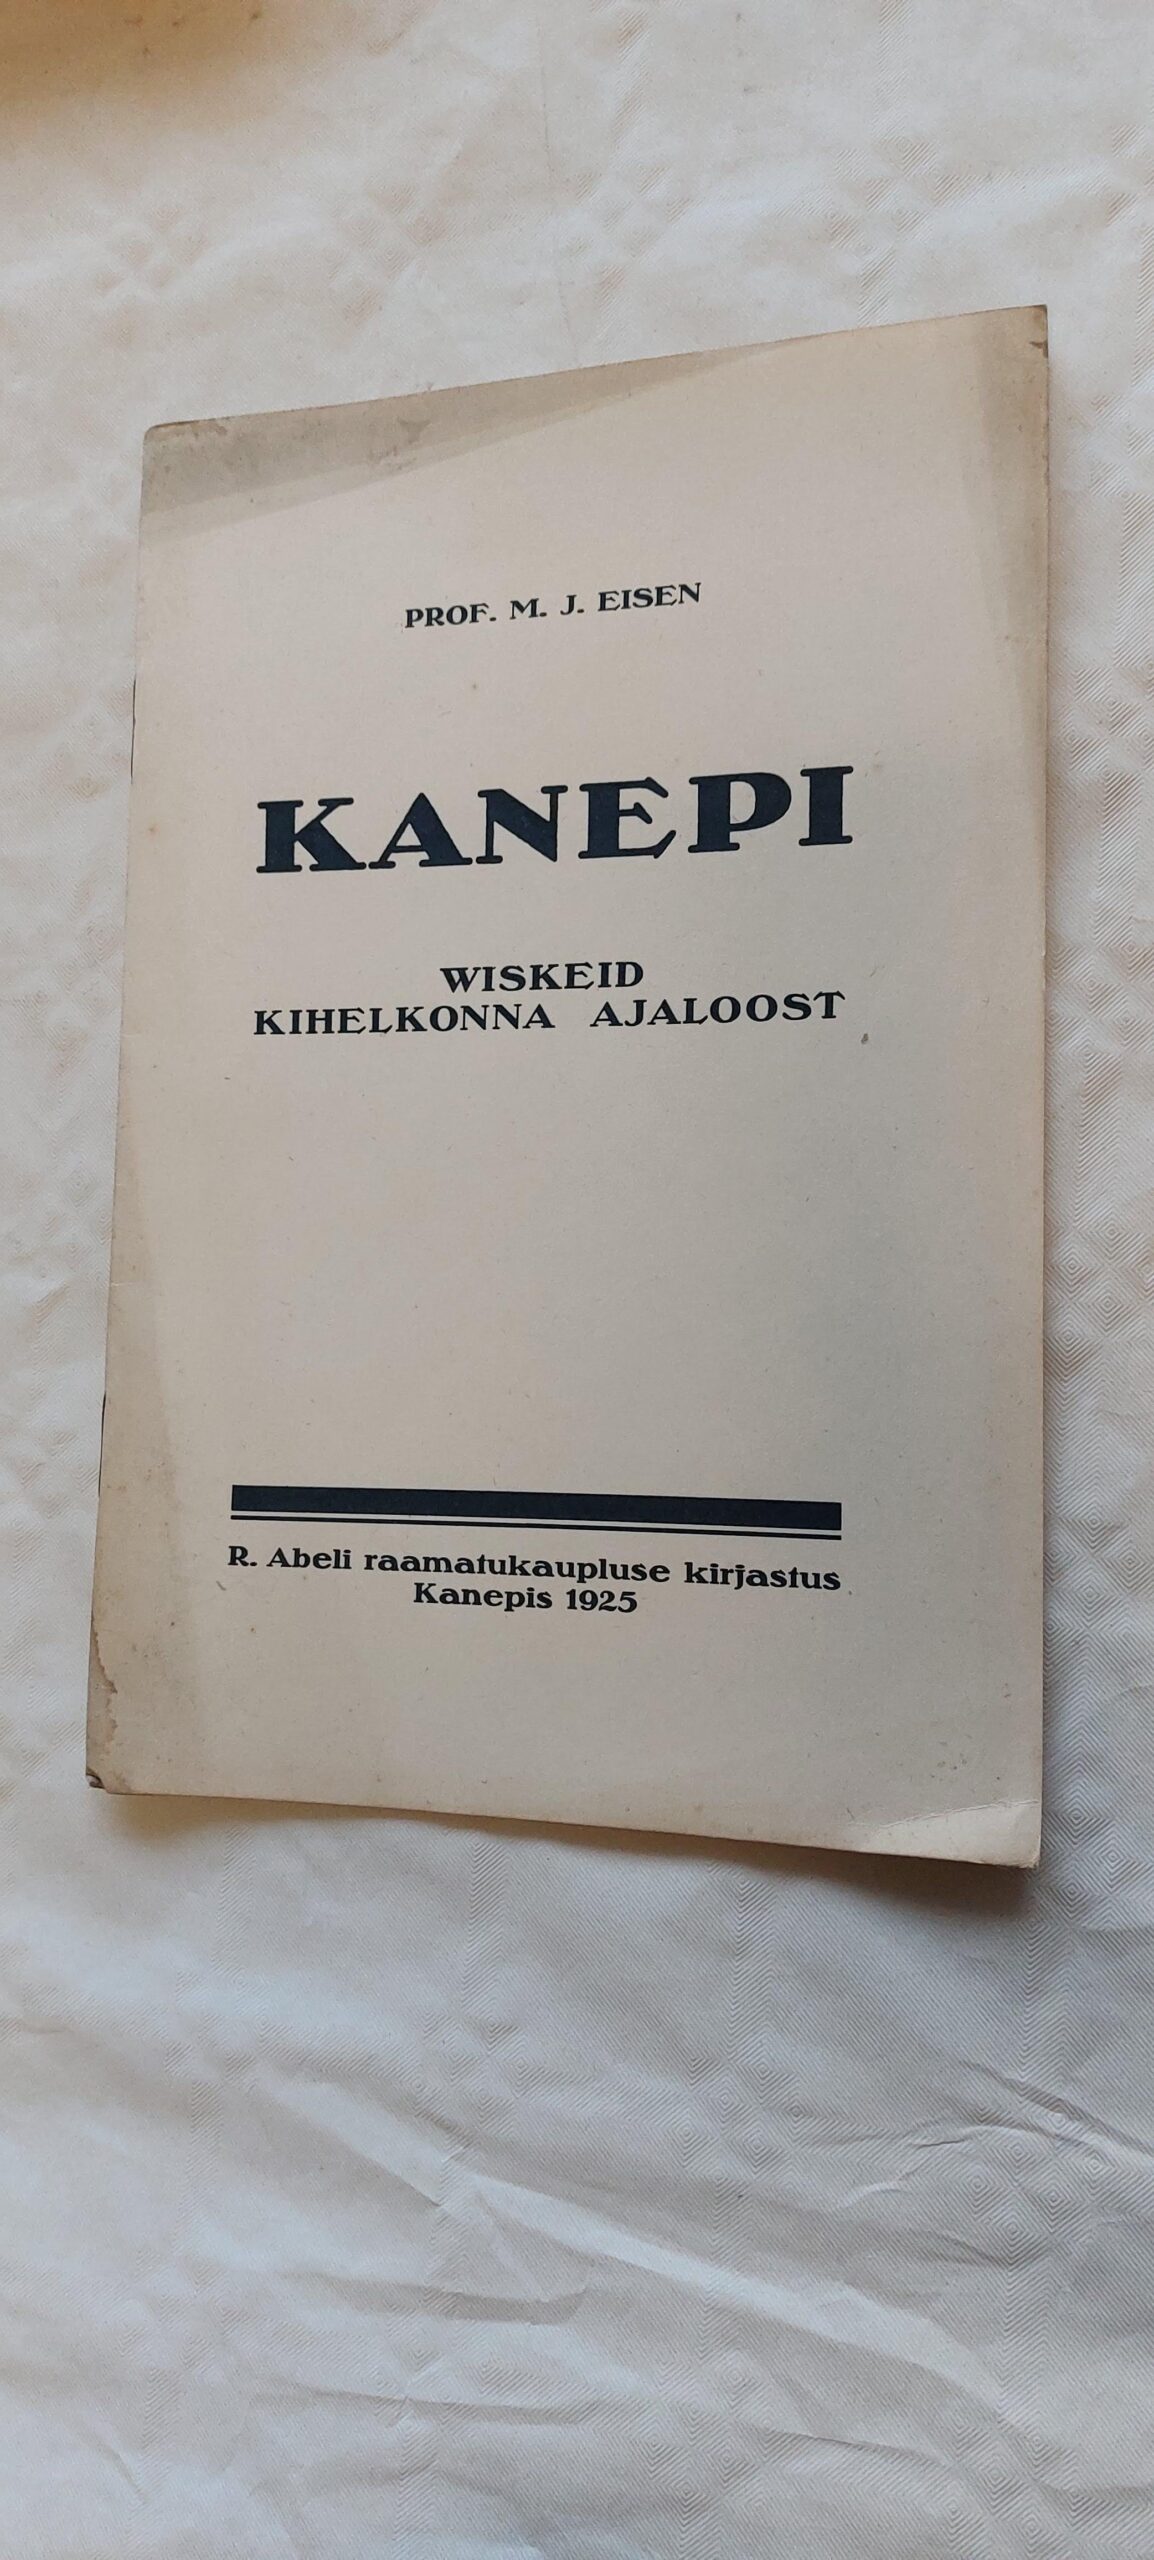 PROF. M. J. EISEN
KANEPI
WISKEID
KIHELKONNA AJALOOST
R. Abeli raamatukaupluse kirjastus
Kanepis 1925